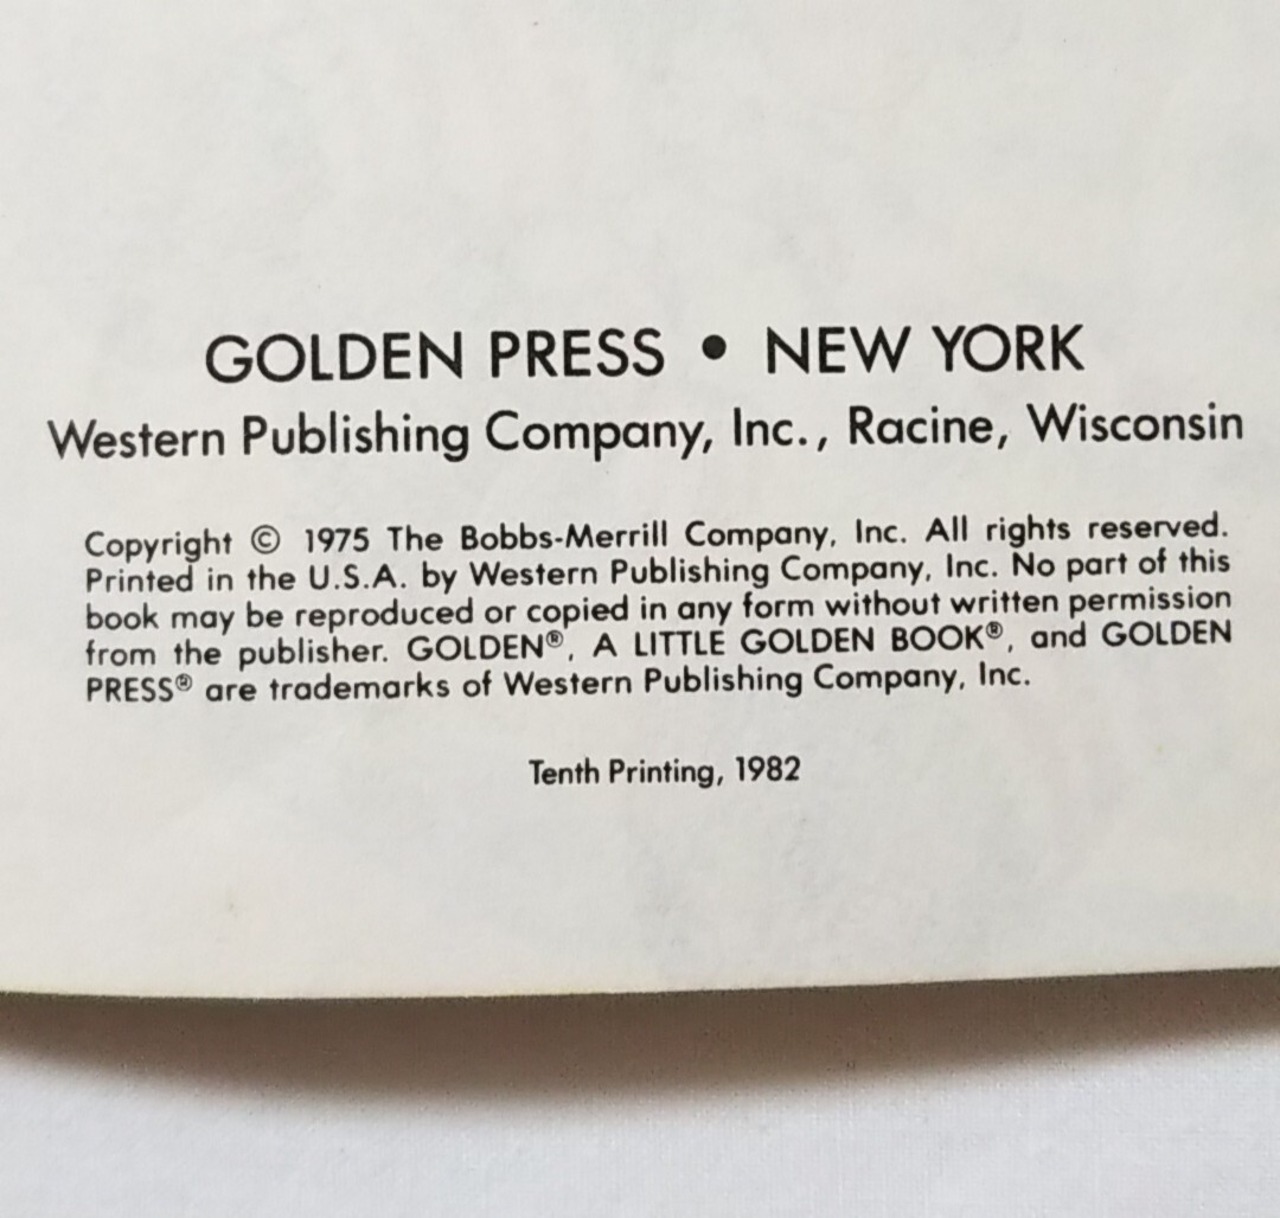 GOLDEN PRESS • NEW YORK
Western Publishing Company, Inc., Racine, Wisconsin
Copyright © 1975 The Bobbs-Merrill Company, Inc. All rights reserved.
Printed in the U.S.A. by Western Publishing Company, Inc. No part of this
book may be reproduced or copied in any form without written permission
from the publisher. GOLDEN®, A LITTLE GOLDEN BOOK®, and GOLDEN
PRESS® are trademarks of Western Publishing Company, Inc.
Tenth Printing, 1982